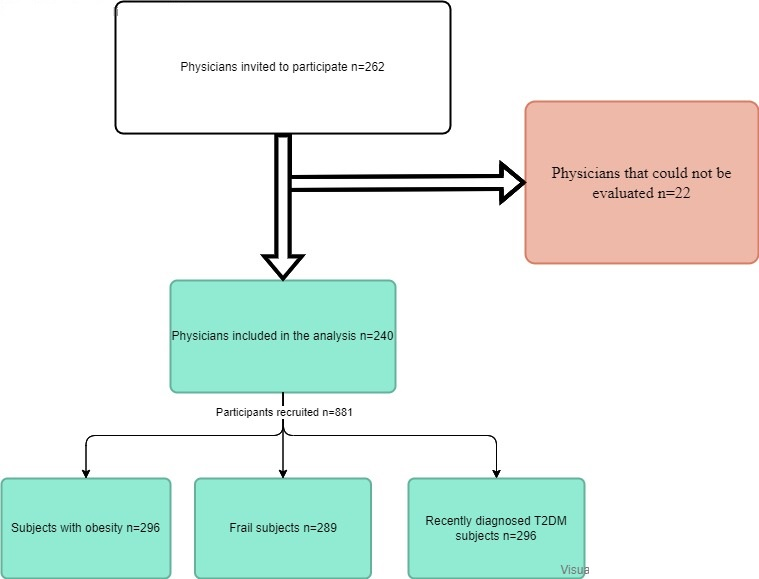 Physicians invited to participate n=262
Physicians that could not be
evaluated n=22
Physicians included in the analysis n=240
Participants recruited n=881
Subjects with obesity n=296
Frail subjects n=289
Recently diagnosed T2DM
subjects n=296
Visua